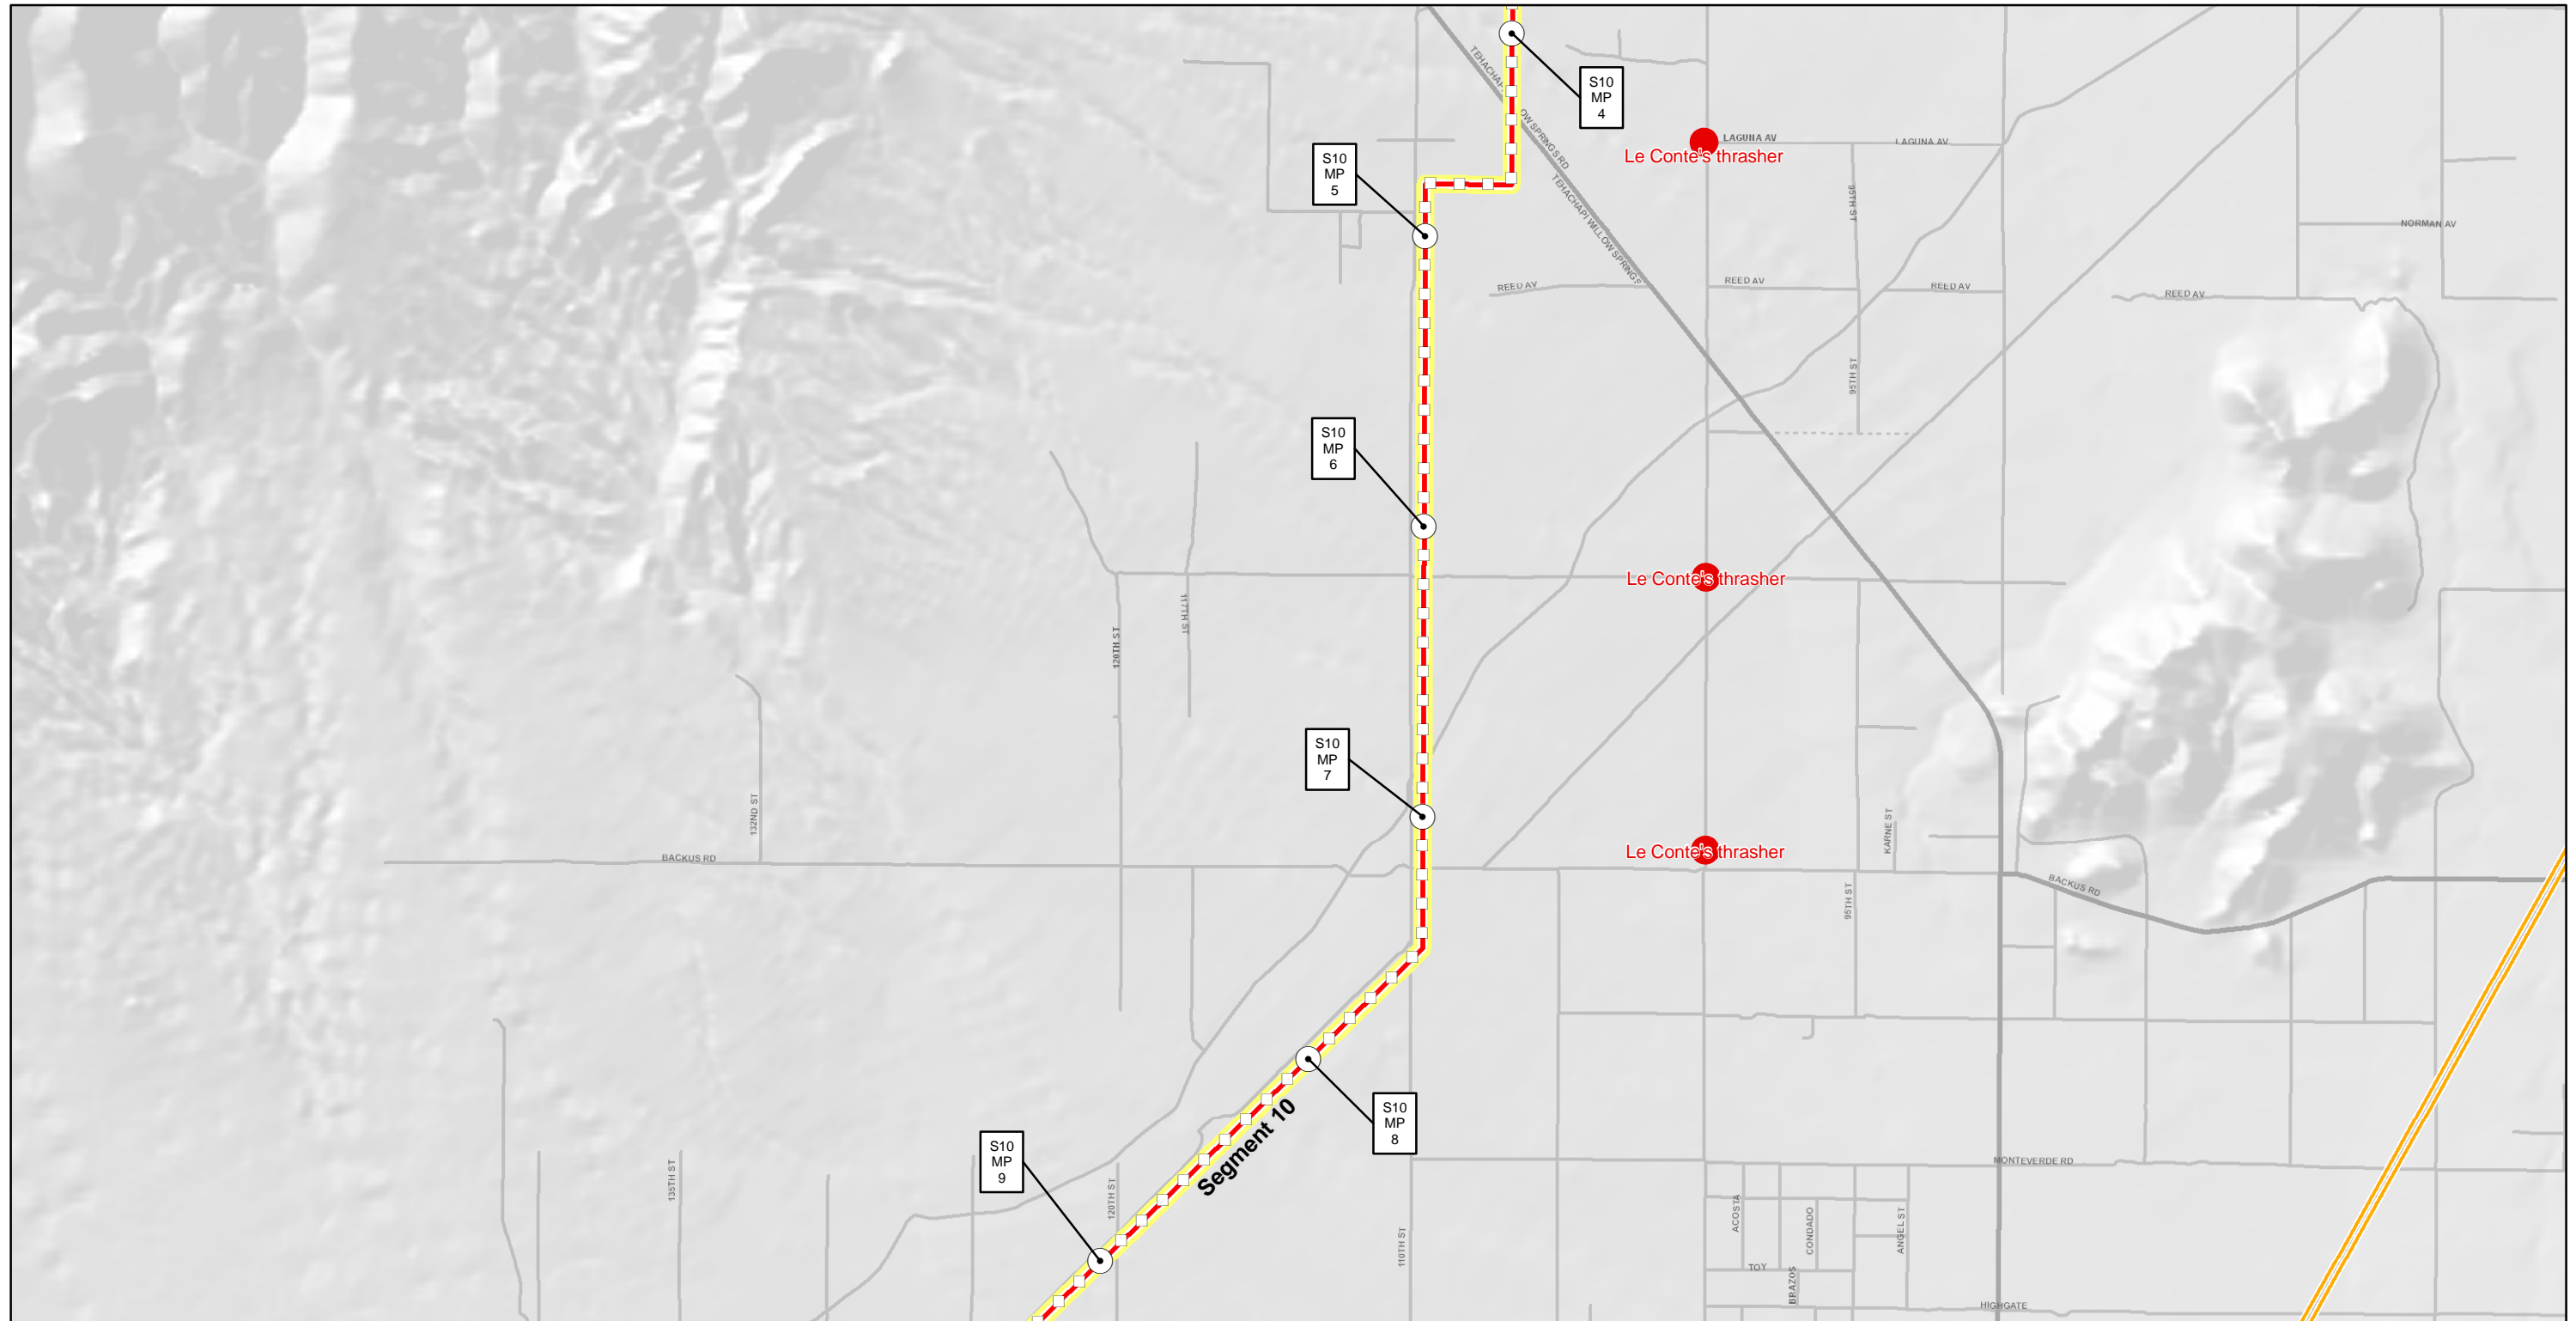 S10
MP
4
TEHACHAPI
OW SPRINGS RD
LAGUNA AV
LAGUNA AV
Le Conte's thrasher
S10
MP
5
TEHACHAPI WILLOW SPRINGS
95TH ST
NORMAN AV
REED AV
REED AV
REED AV
REED AV
95TH ST
S10
MP
6
Le Conte's thrasher
117TH ST
120TH ST
S10
MP
7
132ND ST
KARNE ST
BACKUS RD
Le Conte's thrasher
BACKUS RD
95TH ST
S10
MP
8
Segment 10
S10
MP
9
135TH ST
120TH ST
110TH ST
MONTEVERDE RD
ACOSTA
CONDADO
ANGEL ST
TOY
BRAZOS
HIGHGATE